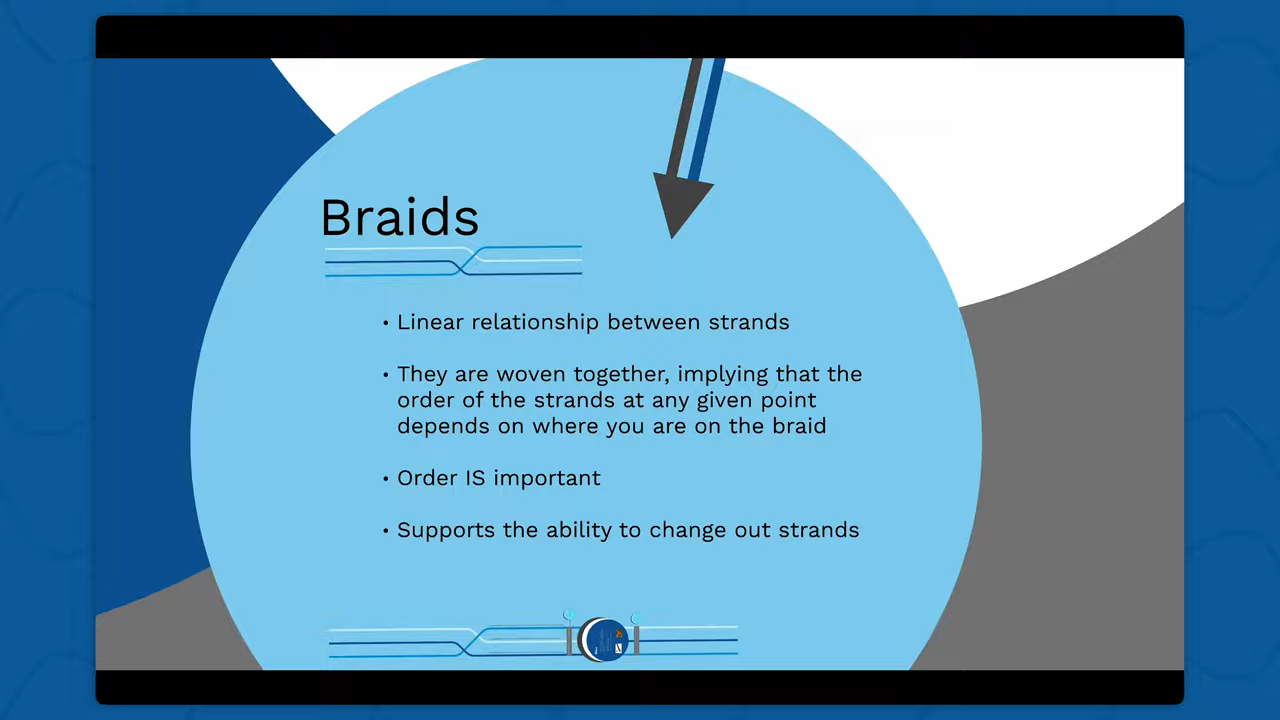 Braids
• Linear relationship between strands
• They are woven together, implying that the
order of the strands at any given point
depends on where you are on the braid
• Order IS important
• Supports the ability to change out strands